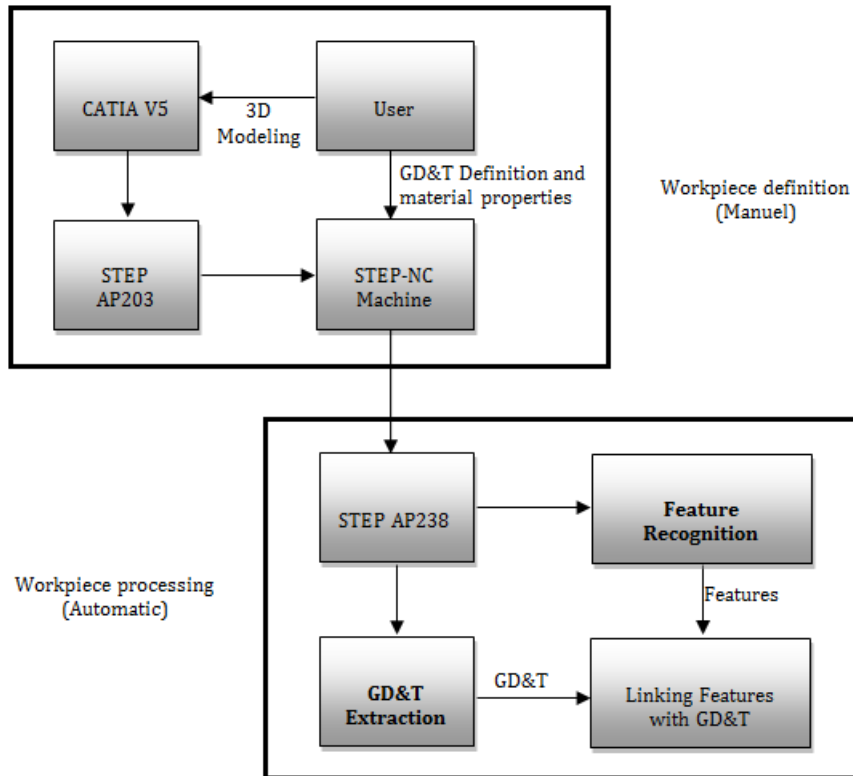 CATIA V5
3D
Modeling
User
GD&T Definition and
material properties
Workpiece definition
(Manuel)
STEP
AP203
STEP-NC
Machine
STEP AP238
Feature
Recognition
Workpiece processing
(Automatic)
Features
GD&T
Extraction
GD&T
Linking Features
with GD&T